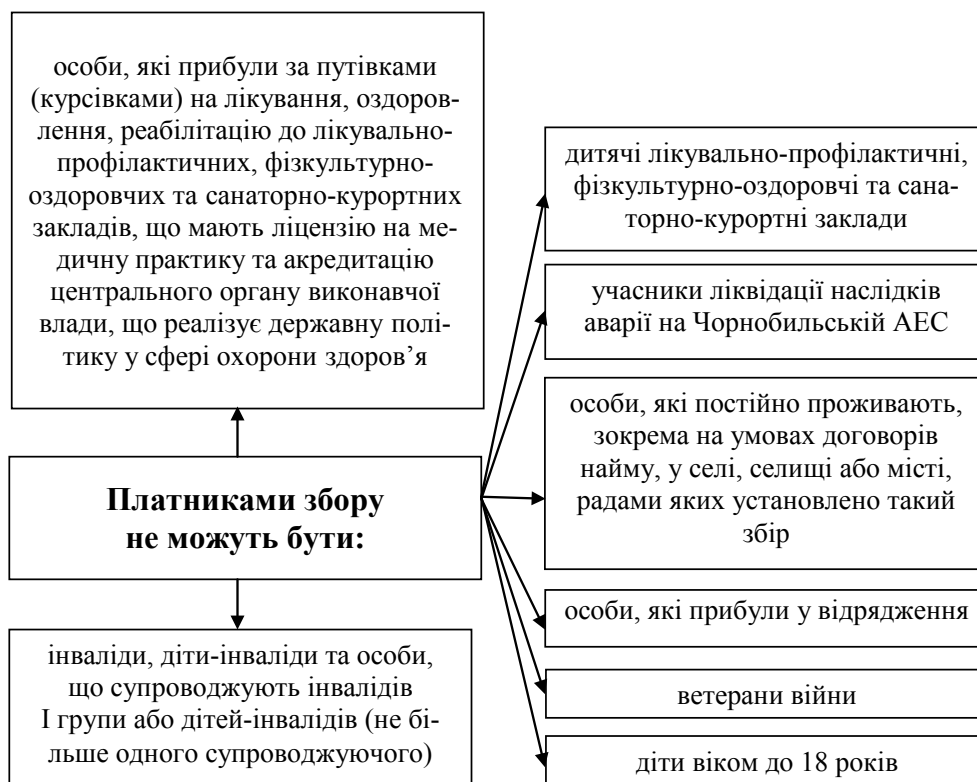 особи, які прибули за путівками
(курсівками) на лікування, оздоров-
лення, реабілітацію до лікувально-
профілактичних, фізкультурно-
оздоровчих та санаторно-курортних
закладів, що мають ліцензію на ме-
дичну практику та акредитацію
центрального органу виконавчої
влади, що реалізує державну полі-
тику у сфері охорони здоров’я
Платниками збору
не можуть бути:
інваліди, діти-інваліди та особи,
що супроводжують інвалідів
І групи або дітей-інвалідів (не бі-
льше одного супроводжуючого)
дитячі лікувально-профілактичні,
фізкультурно-оздоровчі та сана-
торно-курортні заклади
учасники ліквідації наслідків
аварії на Чорнобильській АЕС
особи, які постійно проживають,
зокрема на умовах договорів
найму, у селі, селищі або місті,
радами яких установлено такий
збір
особи, які прибули у відрядження
ветерани війни
діти віком до 18 років